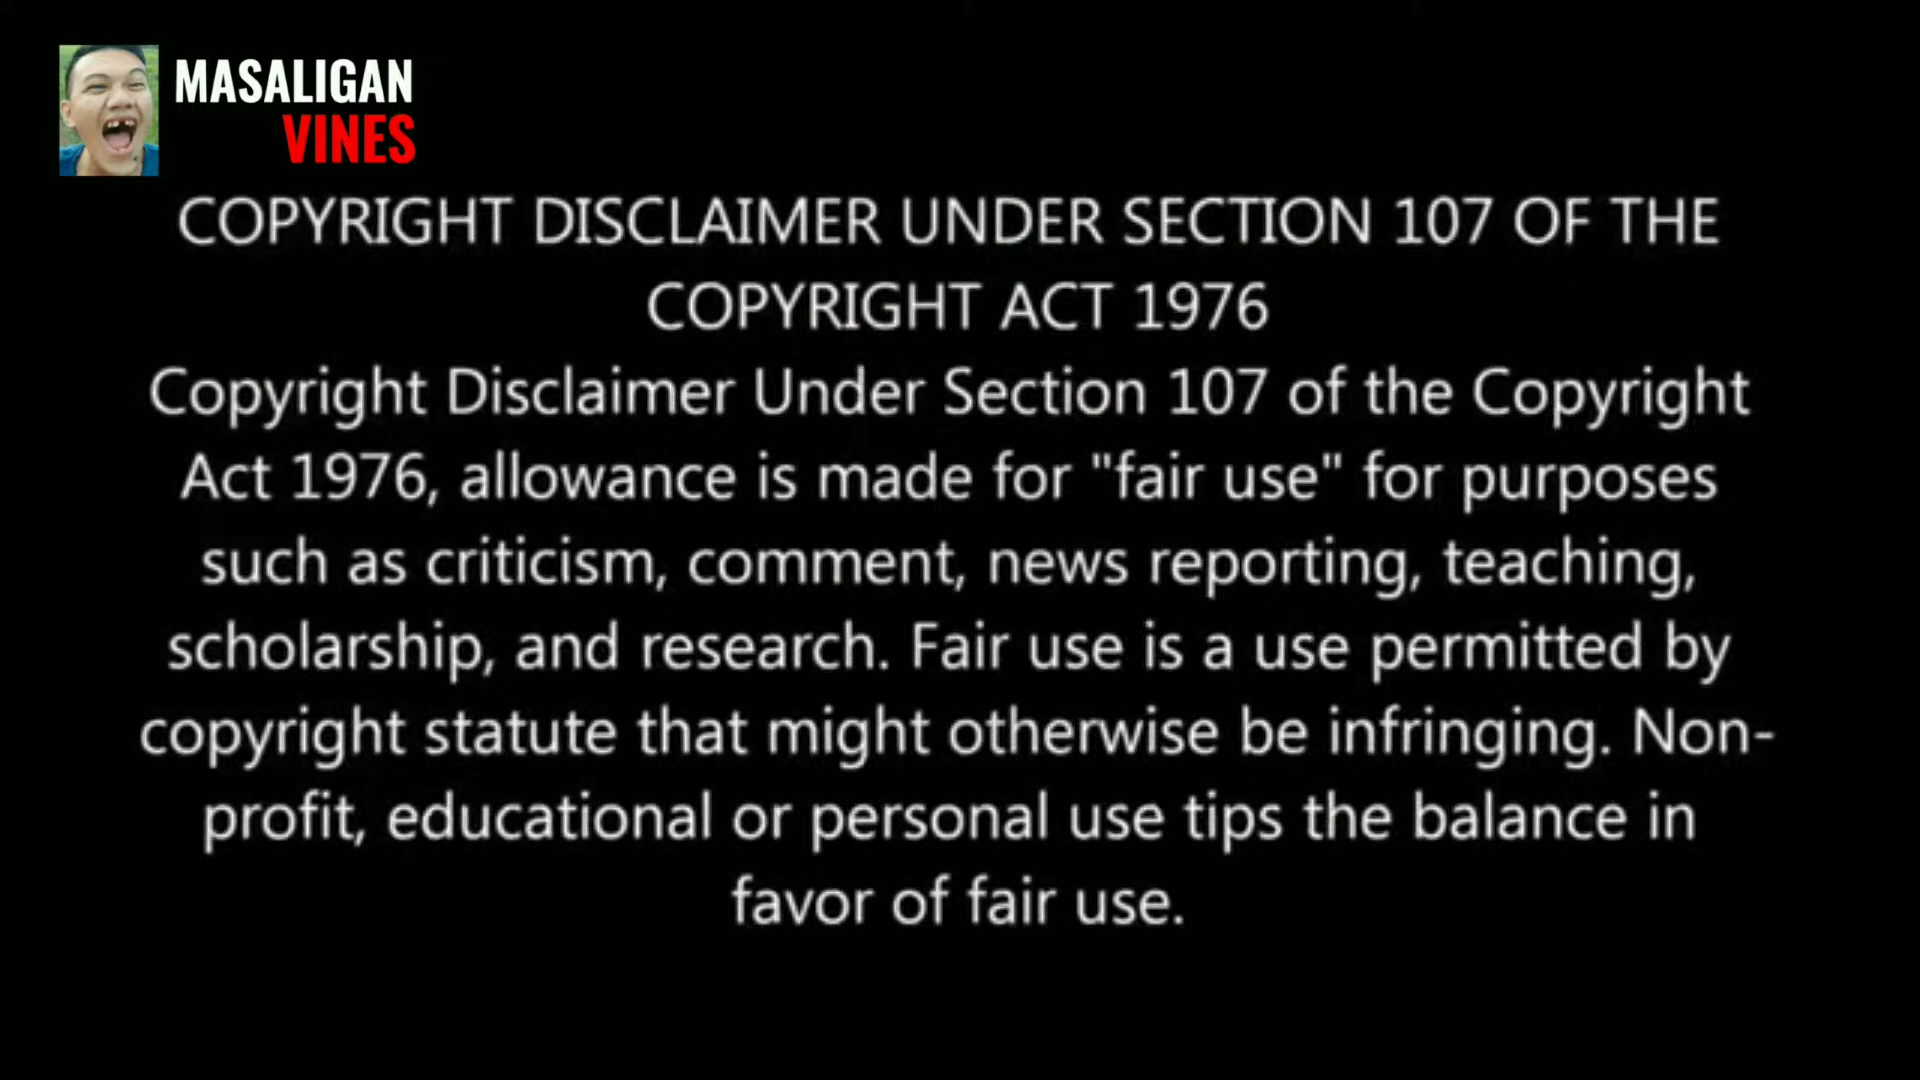 MASALIGAN
VINES
COPYRIGHT DISCLAIMER UNDER SECTION 107 OF THE
COPYRIGHT ACT 1976
Copyright Disclaimer Under Section 107 of the Copyright
Act 1976, allowance is made for "fair use" for purposes
such as criticism, comment, news reporting, teaching,
scholarship, and research. Fair use is a use permitted by
copyright statute that might otherwise be infringing. Non-
profit, educational or personal use tips the balance in
favor of fair use.